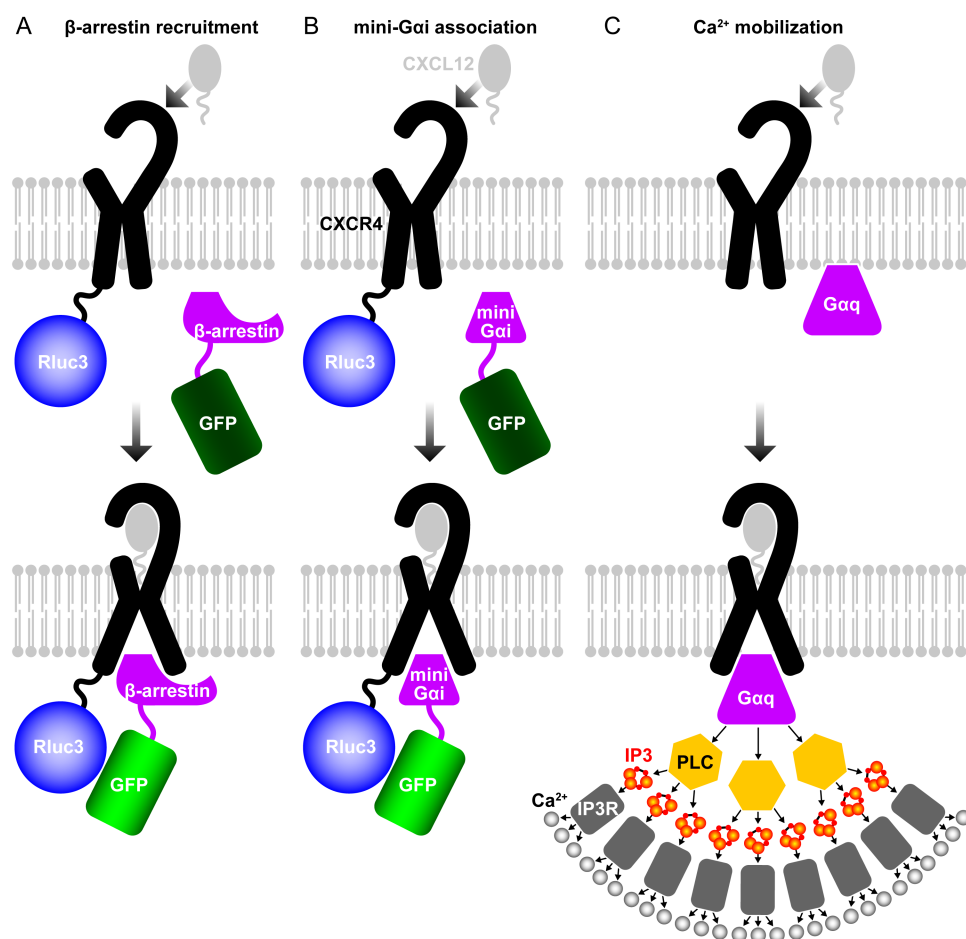 A β-arrestin recruitment
B mini-Gαi association
C Ca²⁺ mobilization
CXCL12
CXCR4
Rluc3
β-arrestin
GFP
Rluc3
mini
Gαi
GFP
Gαq
Rluc3
β-arrestin
GFP
Rluc3
mini
Gαi
GFP
Gαq
IP3
PLC
Ca²⁺
IP3R